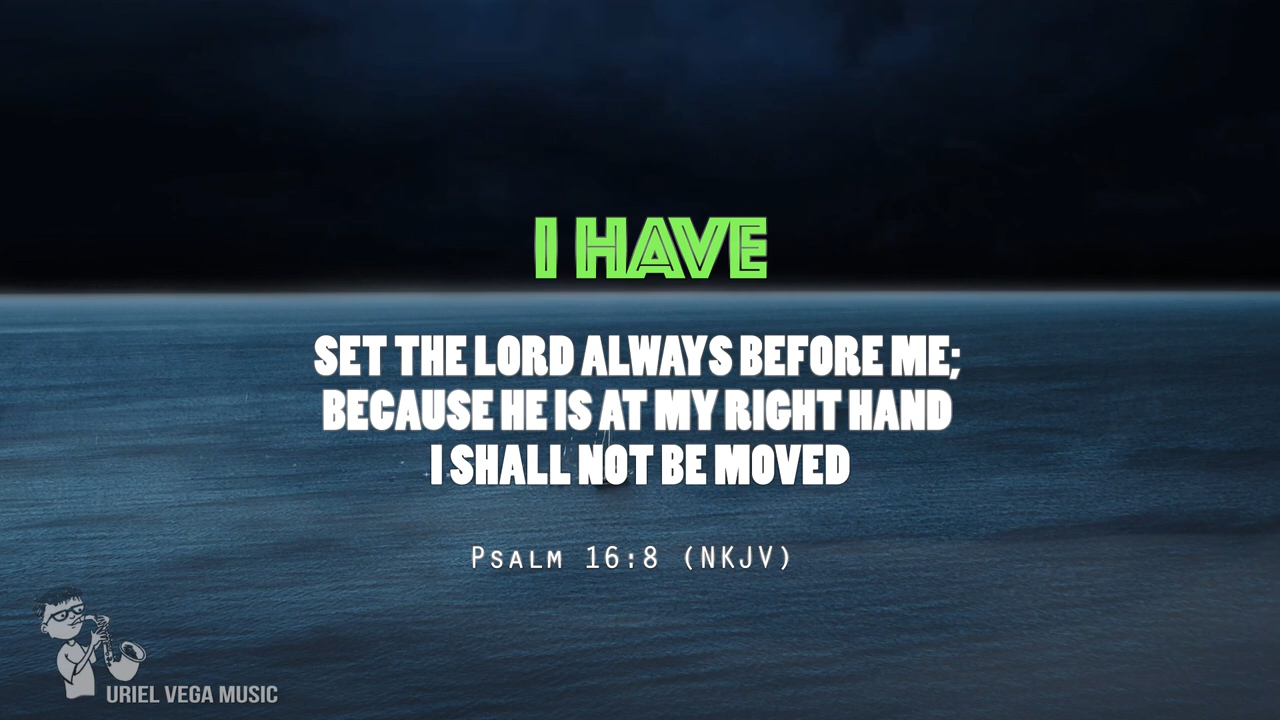 I HAVE
SET THE LORD ALWAYS BEFORE ME;
BECAUSE HE IS AT MY RIGHT HAND
I SHALL NOT BE MOVED
Psalm 16:8 (NKJV)
URIEL VEGA MUSIC